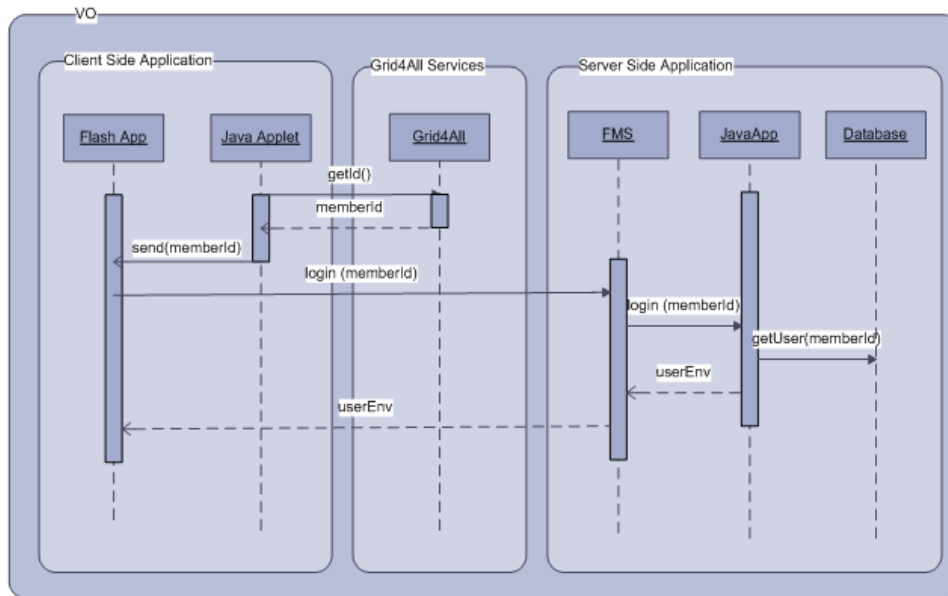 VO
Client Side Application
Grid4All Services
Server Side Application
Flash App
Java Applet
Grid4All
FMS
JavaApp
Database
getId()
memberId
send(memberId)
login (memberId)
login (memberId)
getUser(memberId)
userEnv
userEnv